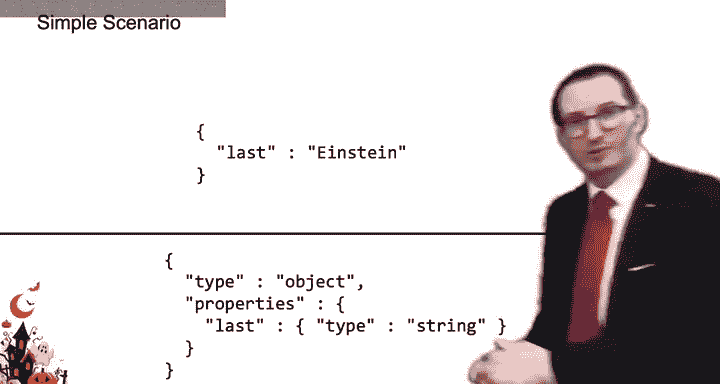 Simple Scenario
{
"last" : "Einstein"
}
{
"type" : "object",
"properties" : {
"last" : { "type" : "string" }
}
}